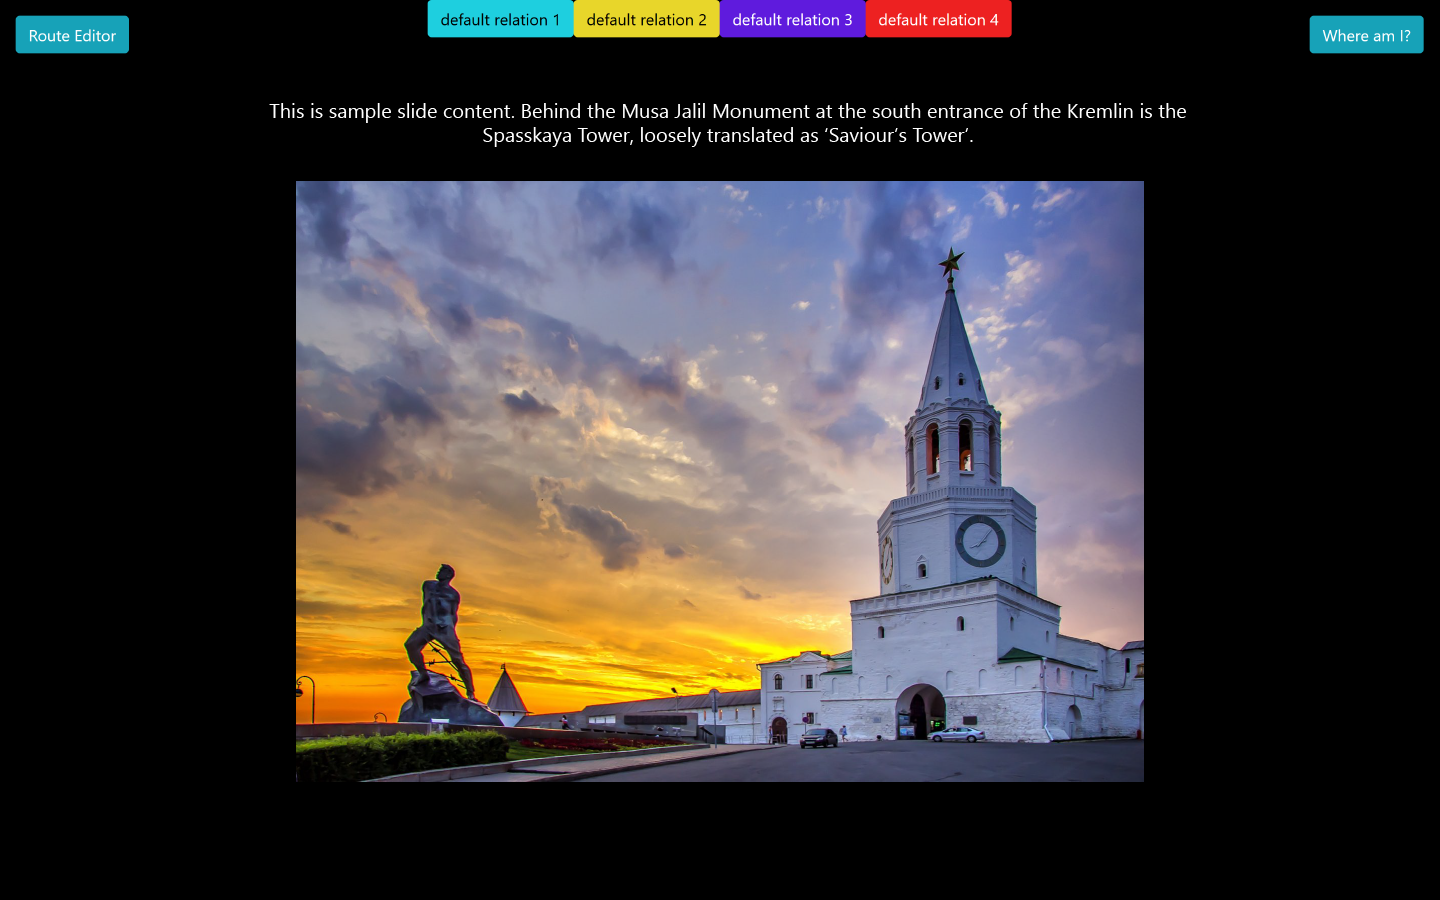 Route Editor
default relation 1
default relation 2
default relation 3
default relation 4
Where am I?
This is sample slide content. Behind the Musa Jalil Monument at the south entrance of the Kremlin is the
Spasskaya Tower, loosely translated as ‘Saviour’s Tower’.